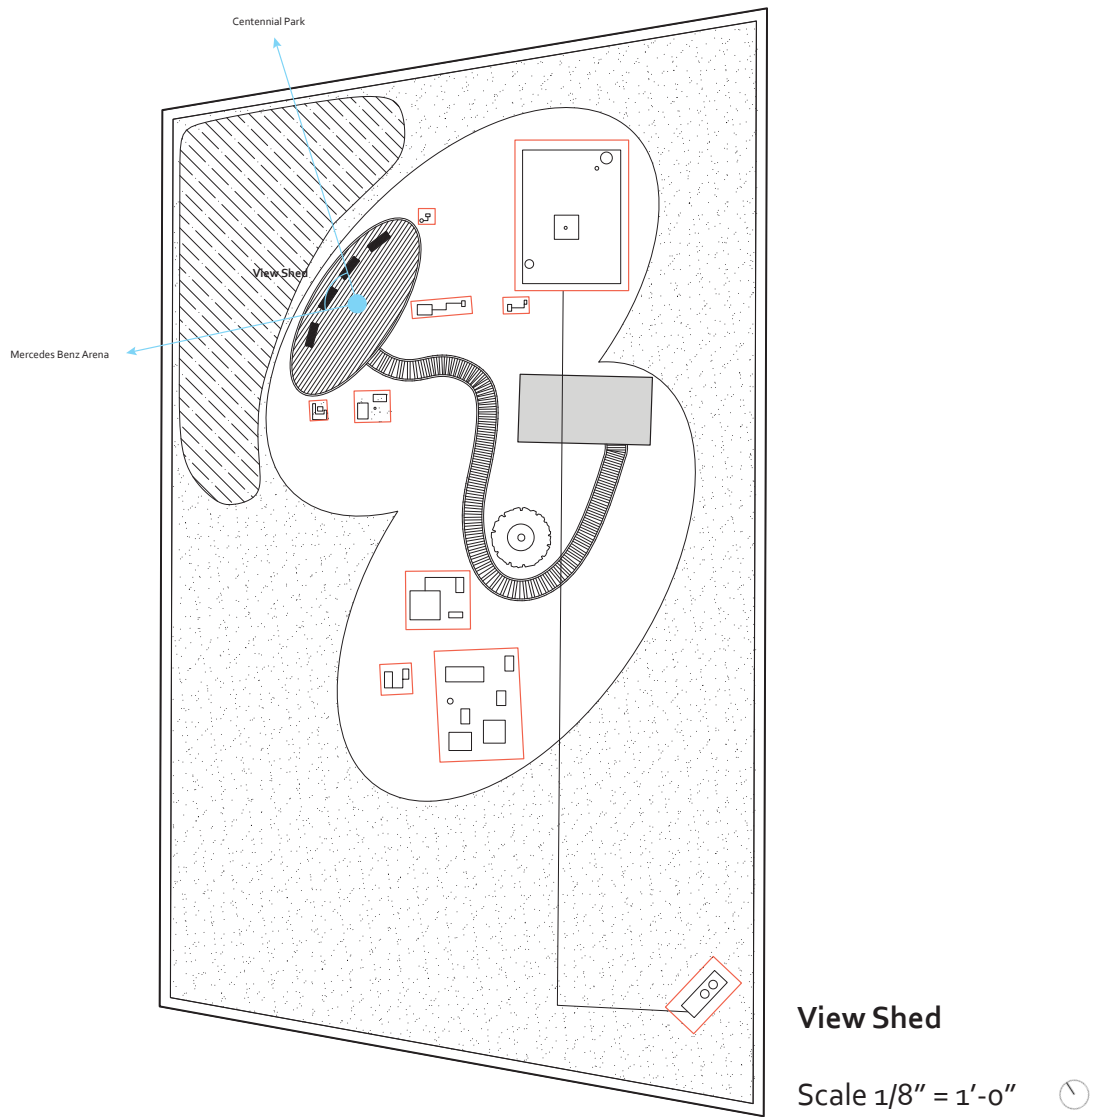 Centennial Park
View Shed
Mercedes Benz Arena
View Shed
Scale 1/8” = 1’-0”